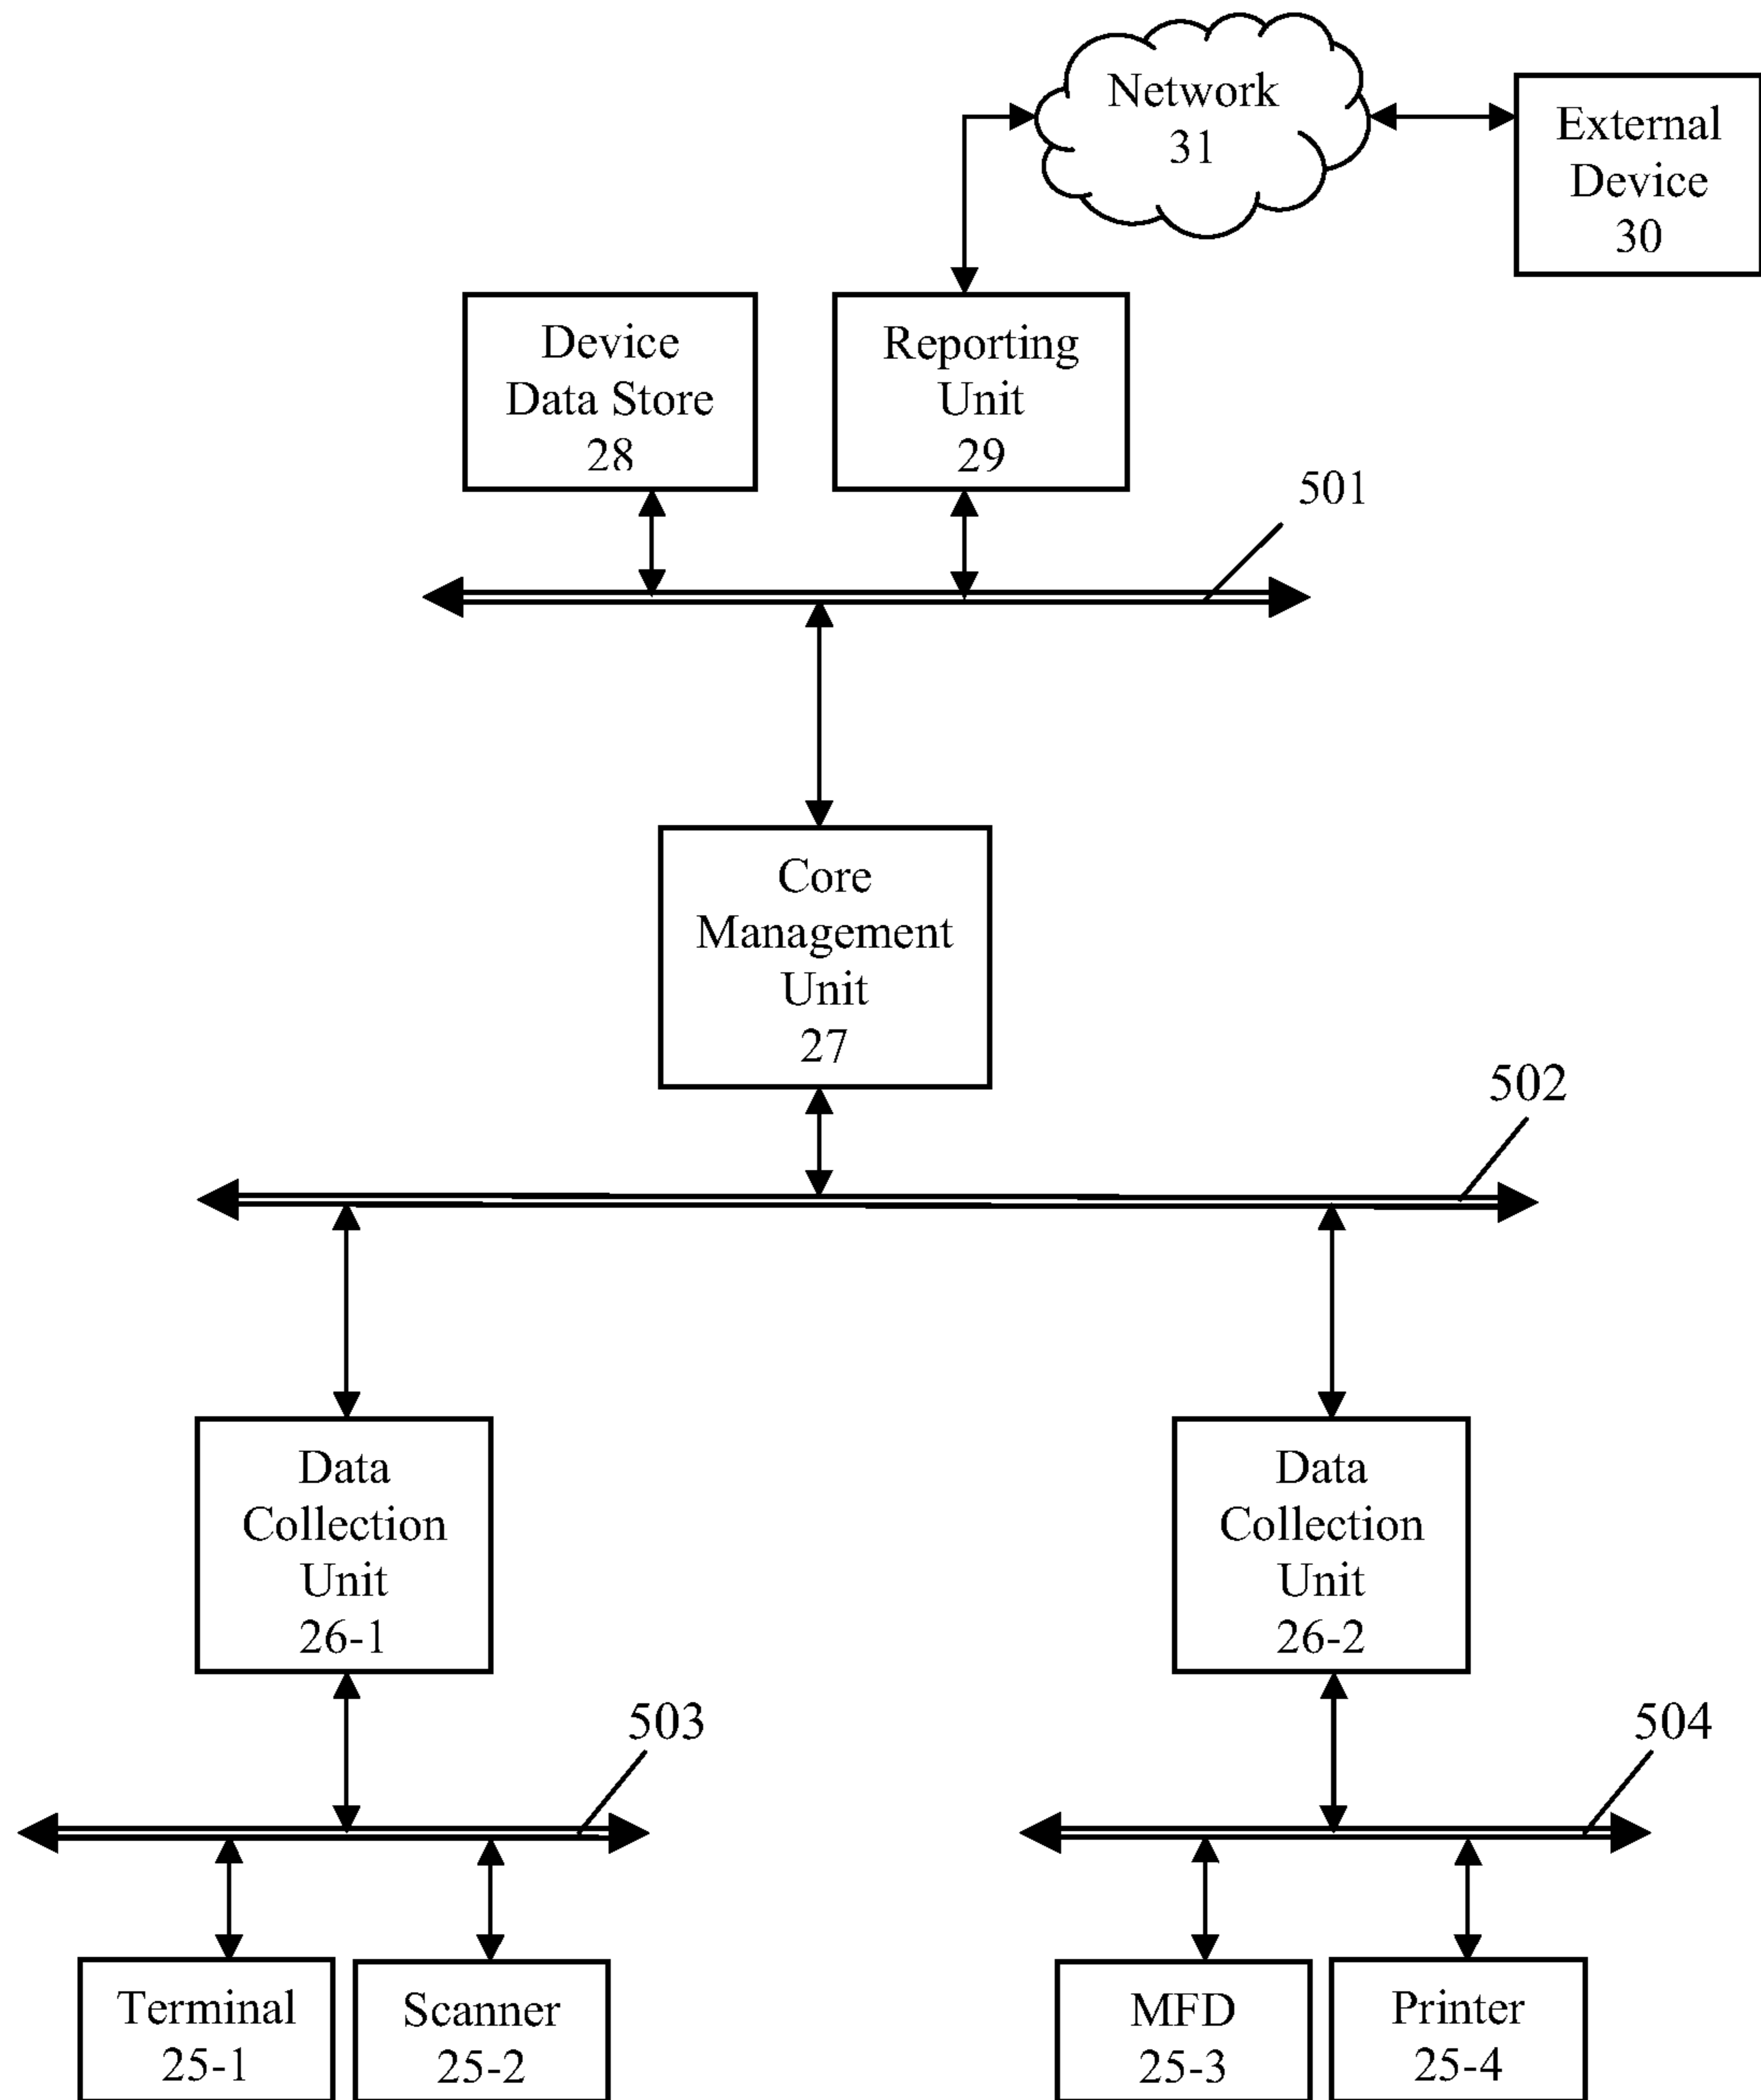 Network
31
External
Device
30
Device
Data Store
28
Reporting
Unit
29
501
Core
Management
Unit
27
502
Data
Collection
Unit
26-1
Data
Collection
Unit
26-2
503
504
Terminal
25-1
Scanner
25-2
MFD
25-3
Printer
25-4